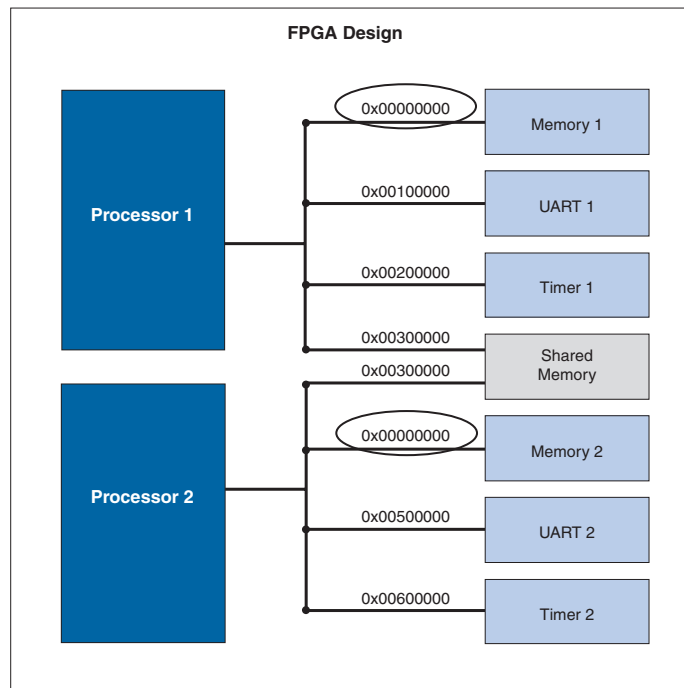 FPGA Design
Processor 1
0x00000000
Memory 1
0x00100000
UART 1
0x00200000
Timer 1
0x00300000
0x00300000
Shared
Memory
Processor 2
0x00000000
Memory 2
0x00500000
UART 2
0x00600000
Timer 2